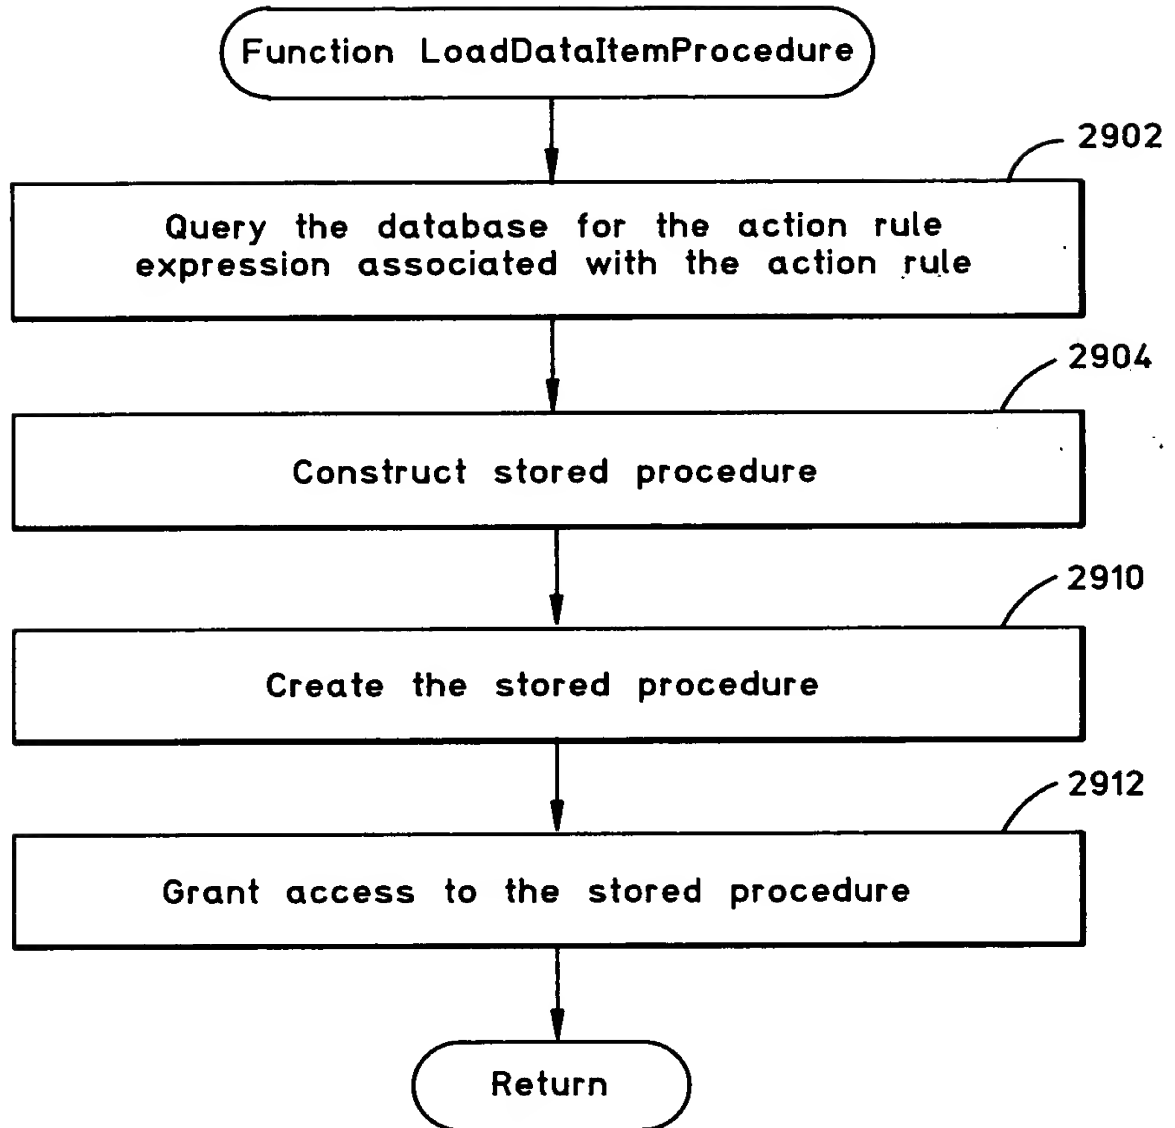 Function LoadDataItemProcedure
2902
Query the database for the action rule
expression associated with the action rule
2904
Construct stored procedure
2910
Create the stored procedure
2912
Grant access to the stored procedure
Return